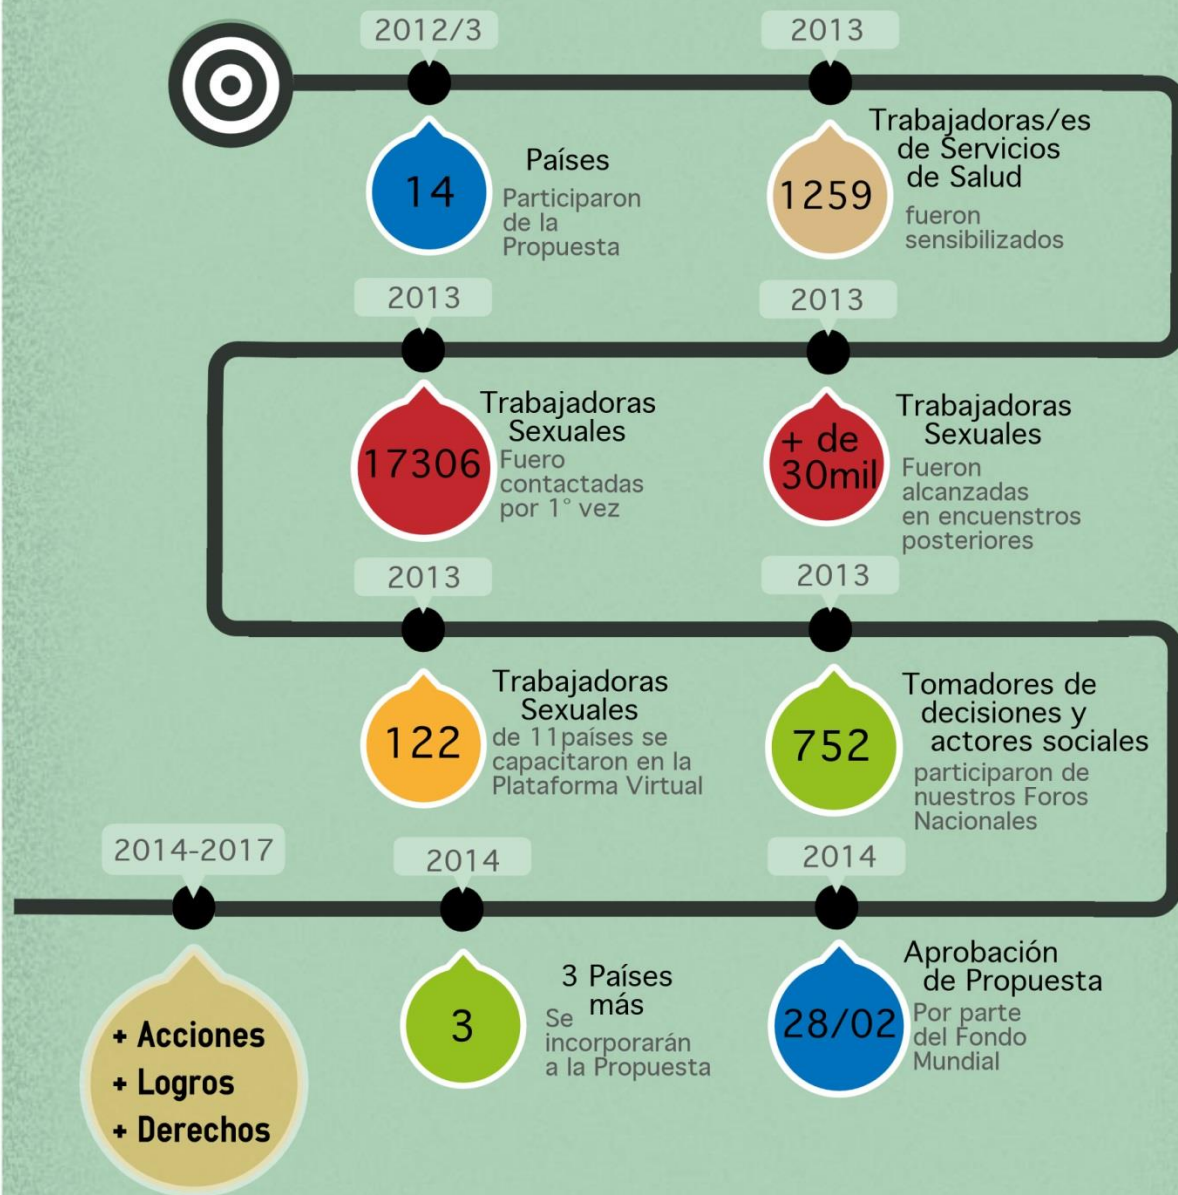 2012/3
14
Países
Participaron
de la
Propuesta
2013
1259
Trabajadoras/es
de Servicios
de Salud
fueron
sensibilizados
2013
+ de
30mil
Trabajadoras
Sexuales
Fueron
alcanzadas
en encuenstros
posteriores
2013
17306
Trabajadoras
Sexuales
Fuero
contactadas
por 1° vez
2013
122
Trabajadoras
Sexuales
de 11países se
capacitaron en la
Plataforma Virtual
2013
752
Tomadores de
decisiones y
actores sociales
participaron de
nuestros Foros
Nacionales
2014
28/02
Aprobación
de Propuesta
Por parte
del Fondo
Mundial
2014
3
3 Países
más
Se
incorporarán
a la Propuesta
2014-2017
+ Acciones
+ Logros
+ Derechos